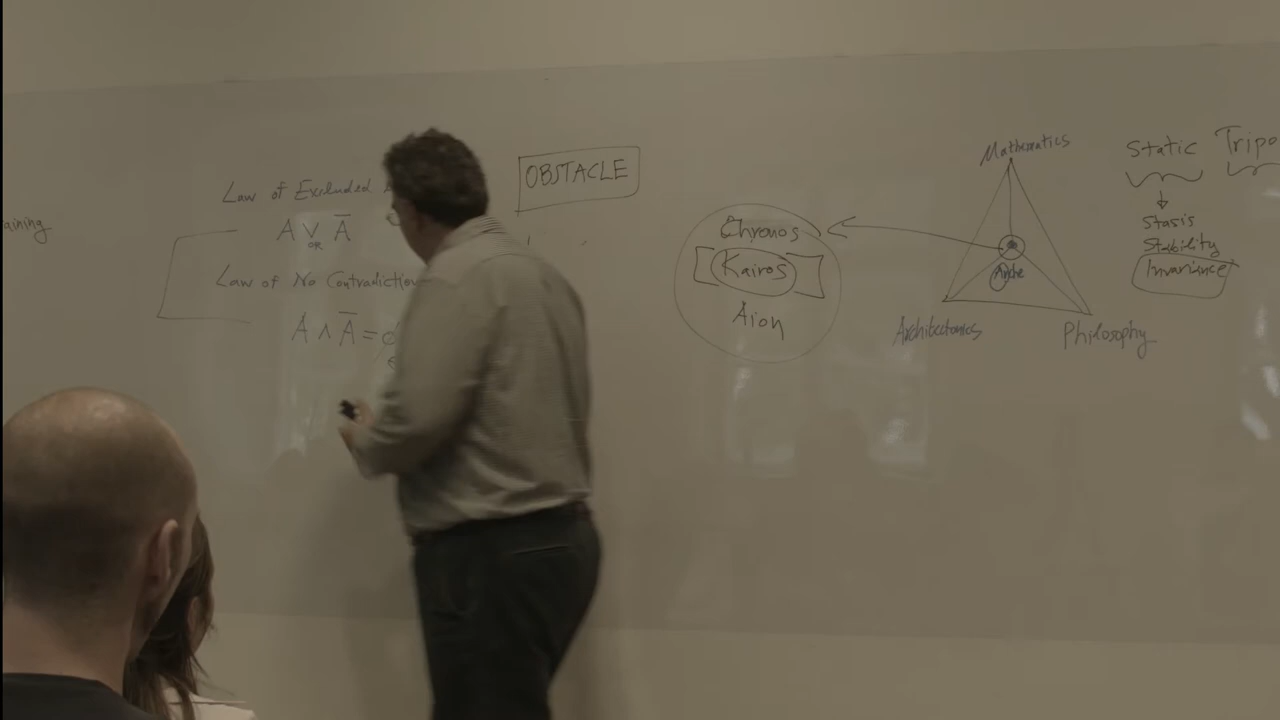 aining
Law of Excluded
A ∨ Ā
OR
Law of No Contradiction
A ∧ Ā = ∅
OBSTACLE
Chronos
Kairos
Aion
Mathematics
Arche
Architectonics
Philosophy
Static Tripo
Stasis
Stability
Invariance